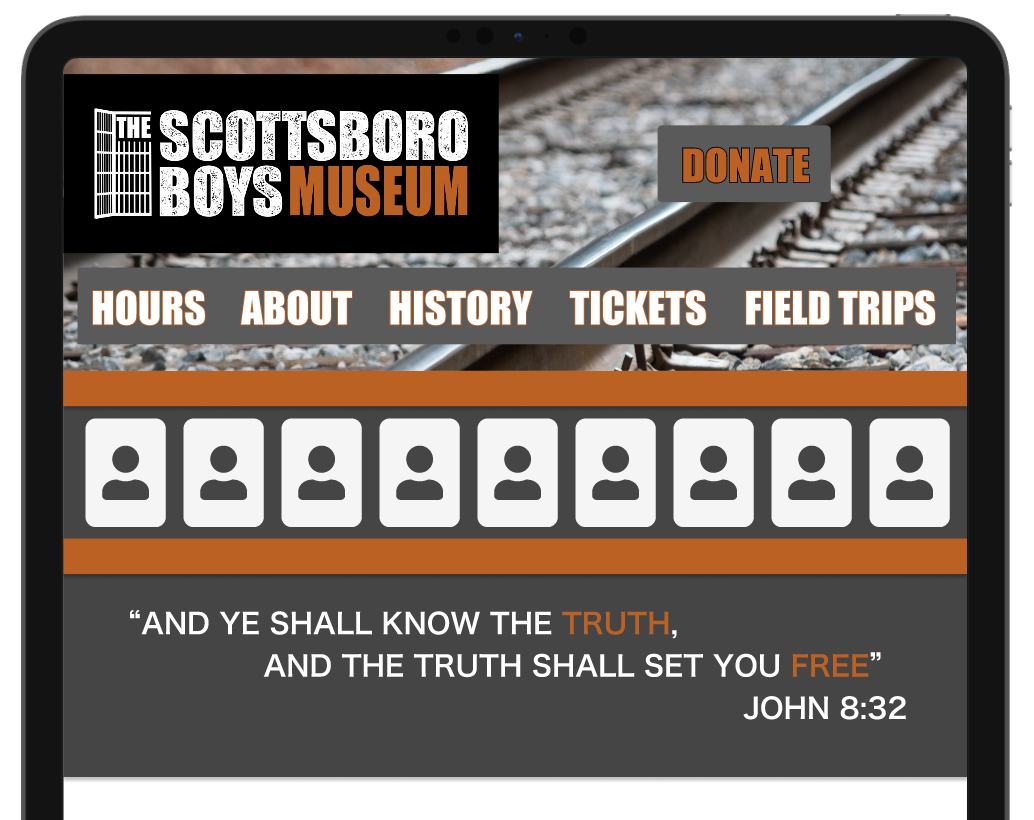 THE SCOTTSBORO
BOYS MUSEUM
DONATE
HOURS ABOUT HISTORY TICKETS FIELD TRIPS
“AND YE SHALL KNOW THE TRUTH,
AND THE TRUTH SHALL SET YOU FREE”
JOHN 8:32